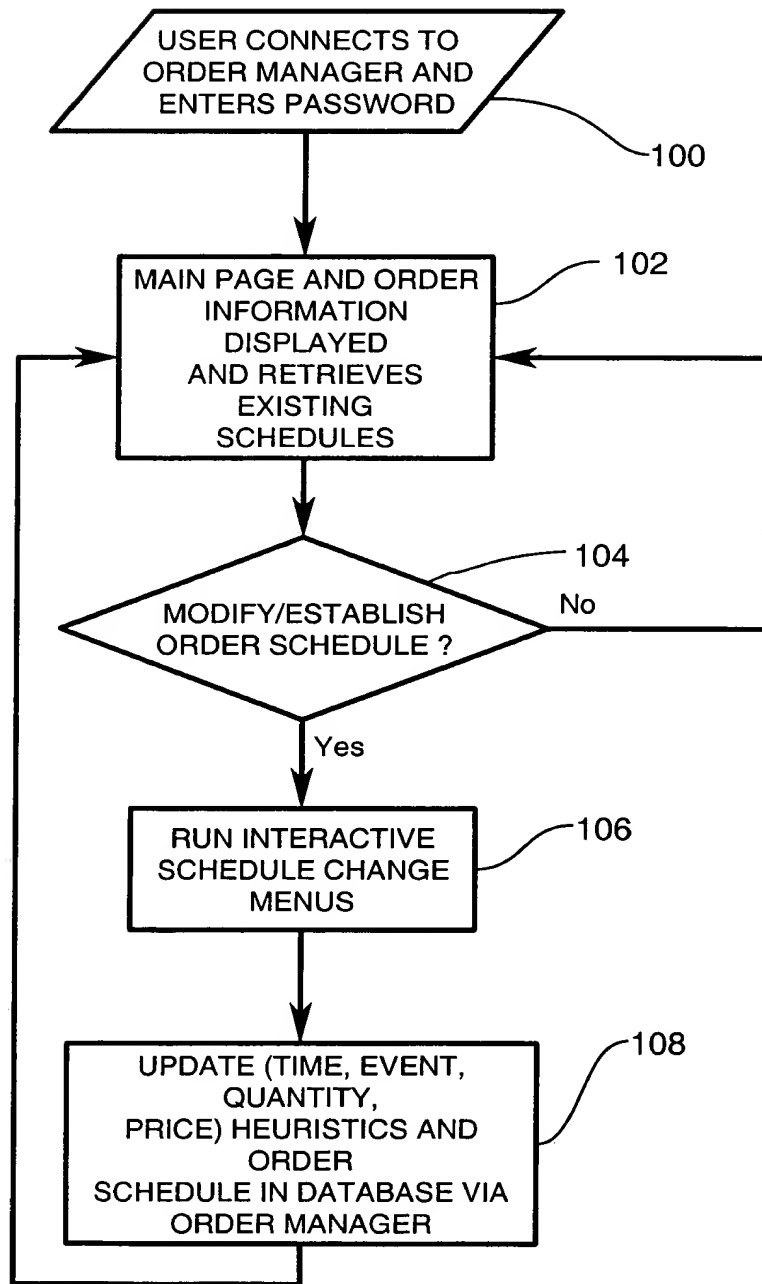 USER CONNECTS TO
ORDER MANAGER AND
ENTERS PASSWORD
100
102
MAIN PAGE AND ORDER
INFORMATION
DISPLAYED
AND RETRIEVES
EXISTING
SCHEDULES
104
MODIFY/ESTABLISH
ORDER SCHEDULE ?
No
Yes
106
RUN INTERACTIVE
SCHEDULE CHANGE
MENUS
108
UPDATE (TIME, EVENT,
QUANTITY,
PRICE) HEURISTICS AND
ORDER
SCHEDULE IN DATABASE VIA
ORDER MANAGER